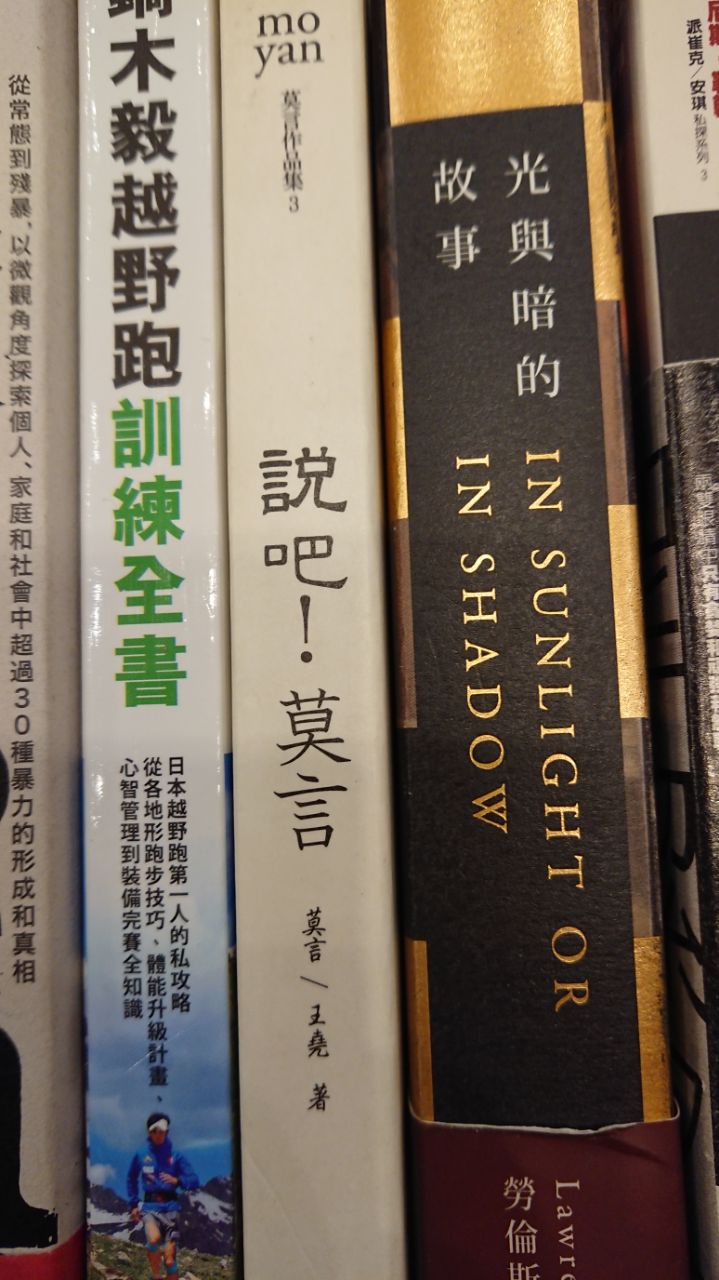 從常態到殘暴，以微觀角度探索個人、家庭和社會中超過30種暴力的形成和真相
鏑木毅越野跑訓練全書
日本越野跑第一人的私攻略
從各地形跑步技巧、體能升級計畫、
心智管理到裝備完賽全知識
mo
yan
莫言作品集3
説吧！莫言
莫言/王堯 著
光與暗的
故事
IN SUNLIGHT OR
IN SHADOW
勞倫斯
派崔克/安琪 私探系列 3